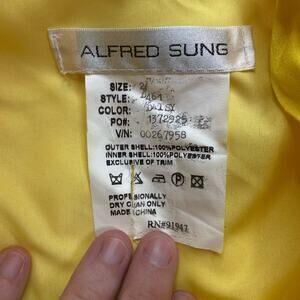 ALFRED SUNG
SIZE:
STYLE:
COLOR:
PO#: 1372925
V/N: 00267958
OUTER SHELL:100%POLYESTER
INNER SHELL:100%POLYESTER
EXCLUSIVE OF TRIM
PROFESSIONALLY
DRY CLEAN ONLY
MADE CHINA
RN#91947